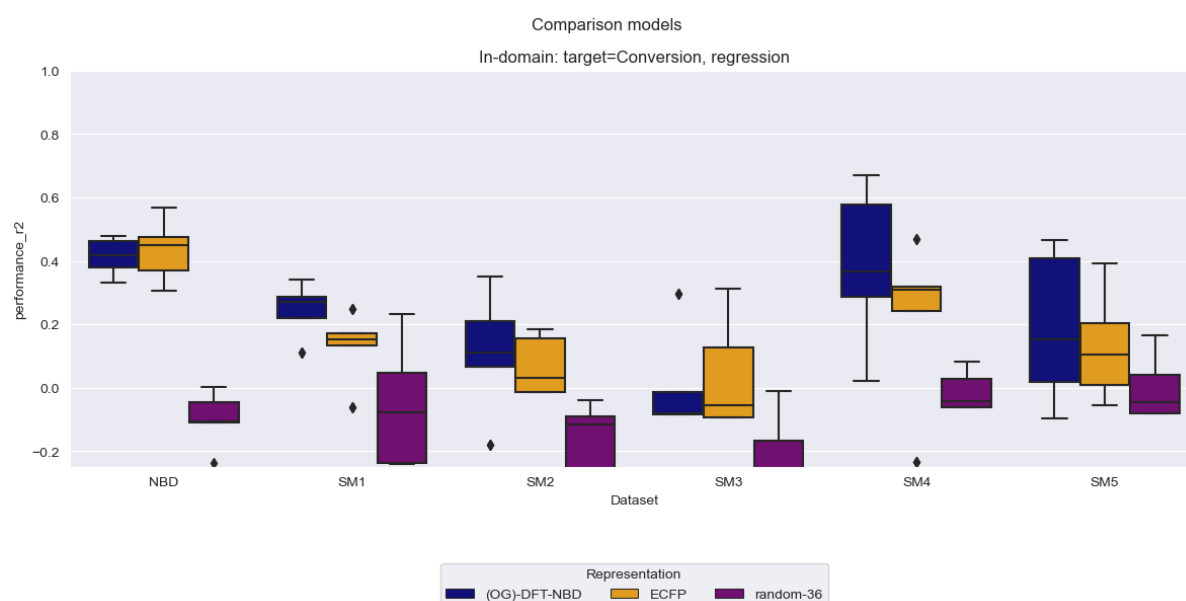 Comparison models
In-domain: target=Conversion, regression
1.0
0.8
0.6
0.4
0.2
0.0
−0.2
performance_r2
NBD SM1 SM2 SM3 SM4 SM5
Dataset
Representation
(OG)-DFT-NBD ECFP random-36